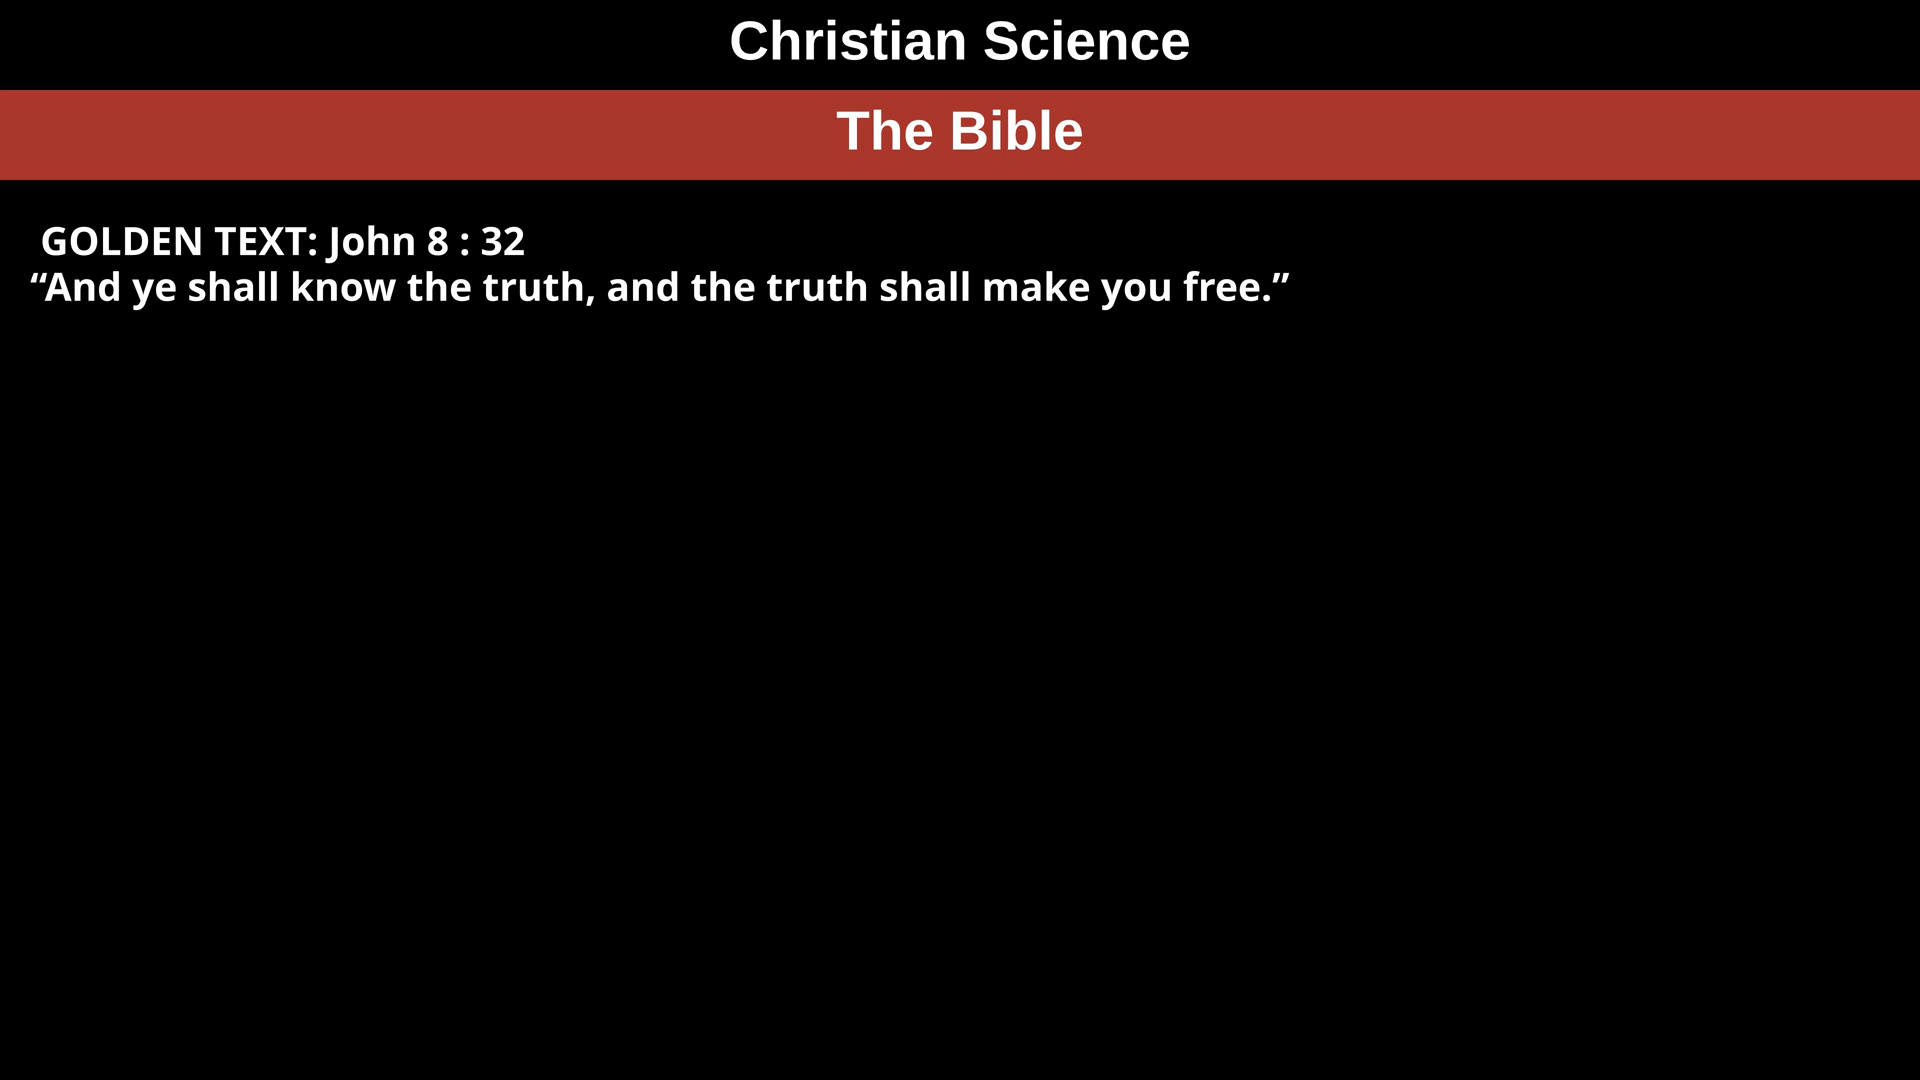 Christian Science
The Bible
GOLDEN TEXT: John 8 : 32
“And ye shall know the truth, and the truth shall make you free.”